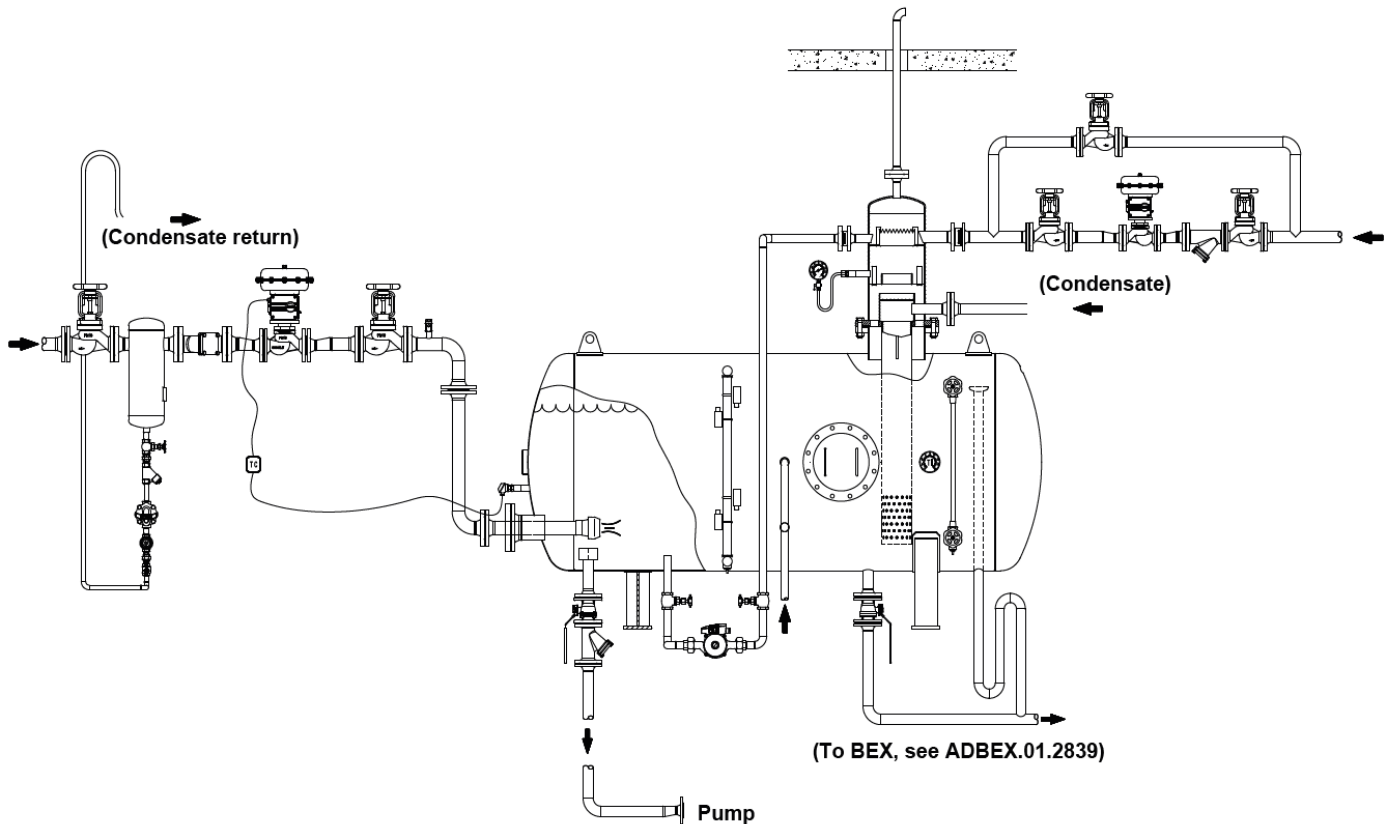 (Condensate return)
(Condensate)
TC
(To BEX, see ADBEX.01.2839)
Pump